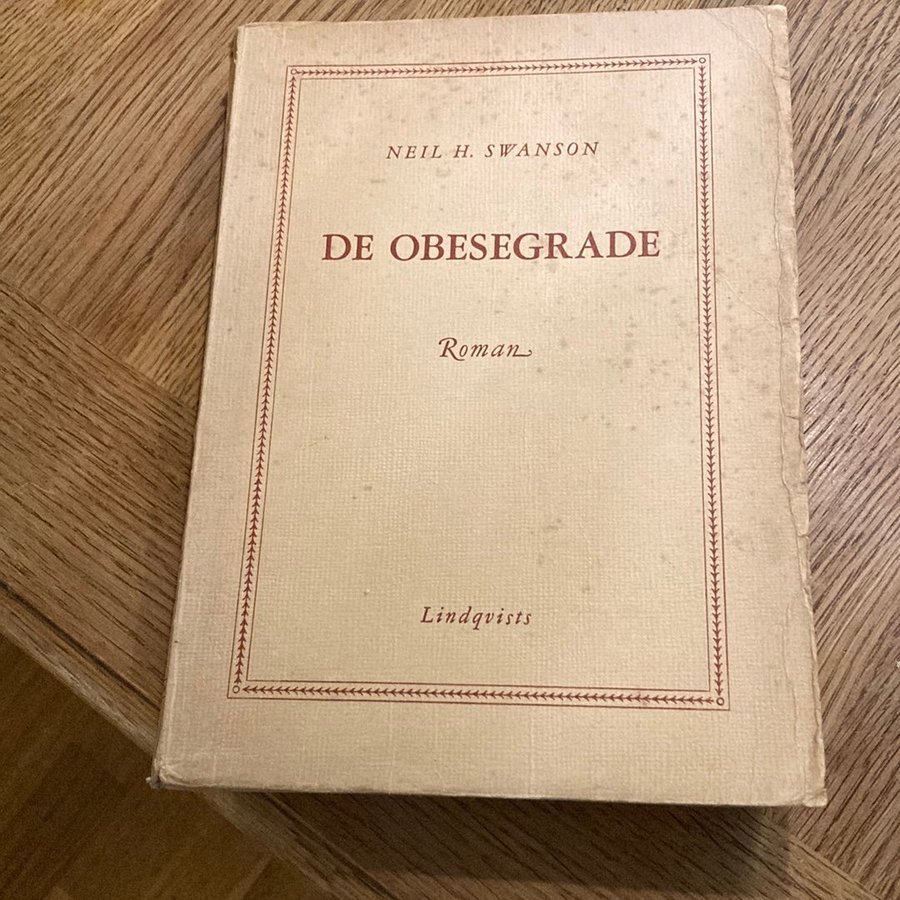 NEIL H. SWANSON
DE OBESEGRADE
Roman
Lindqvists